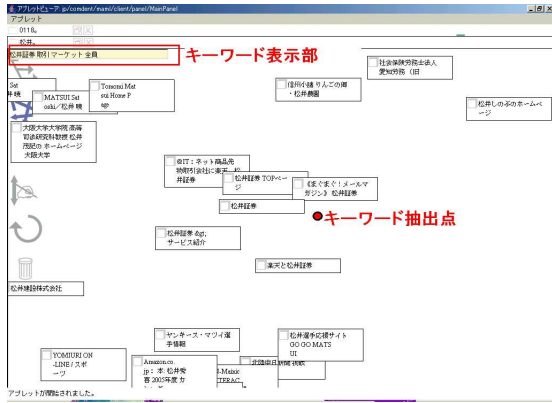 アプレットビューア: jp/comdent/maml/client/panel/MainPanel
アプレット
0118。
松井。
松井証券 取引 マーケット 全員
キーワード表示部
社会保険労務士法人
愛知労務 （旧
Sat
井 暁
MATSUI Sat
oshi／松井 暁
Tomomi Mat
sui Home P
age
信州小諸 りんごの郷
・松井農園
松井しのぶのホームペ
ージ
大阪大学大学院 高等
司法研究科教授 松井
茂記の ホームページ
大阪大学
@IT：ネット商品先
物取引会社に楽天、松
井証券
松井証券 TOPペー
ジ
《まぐまぐ！メールマ
ガジン》 松井証券
松井証券
キーワード抽出点
松井証券 &gt;
サービス紹介
楽天と松井証券
松井建設株式会社
ヤンキース・マツイ選
手情報
松井選手応援サイト
GO GO MATS
UI
YOMIURI ON
-LINE / スポ
ーツ
Amazon.co.
jp： 本: 松井秀
喜 2005年度 カ
アプレットが開始されました。